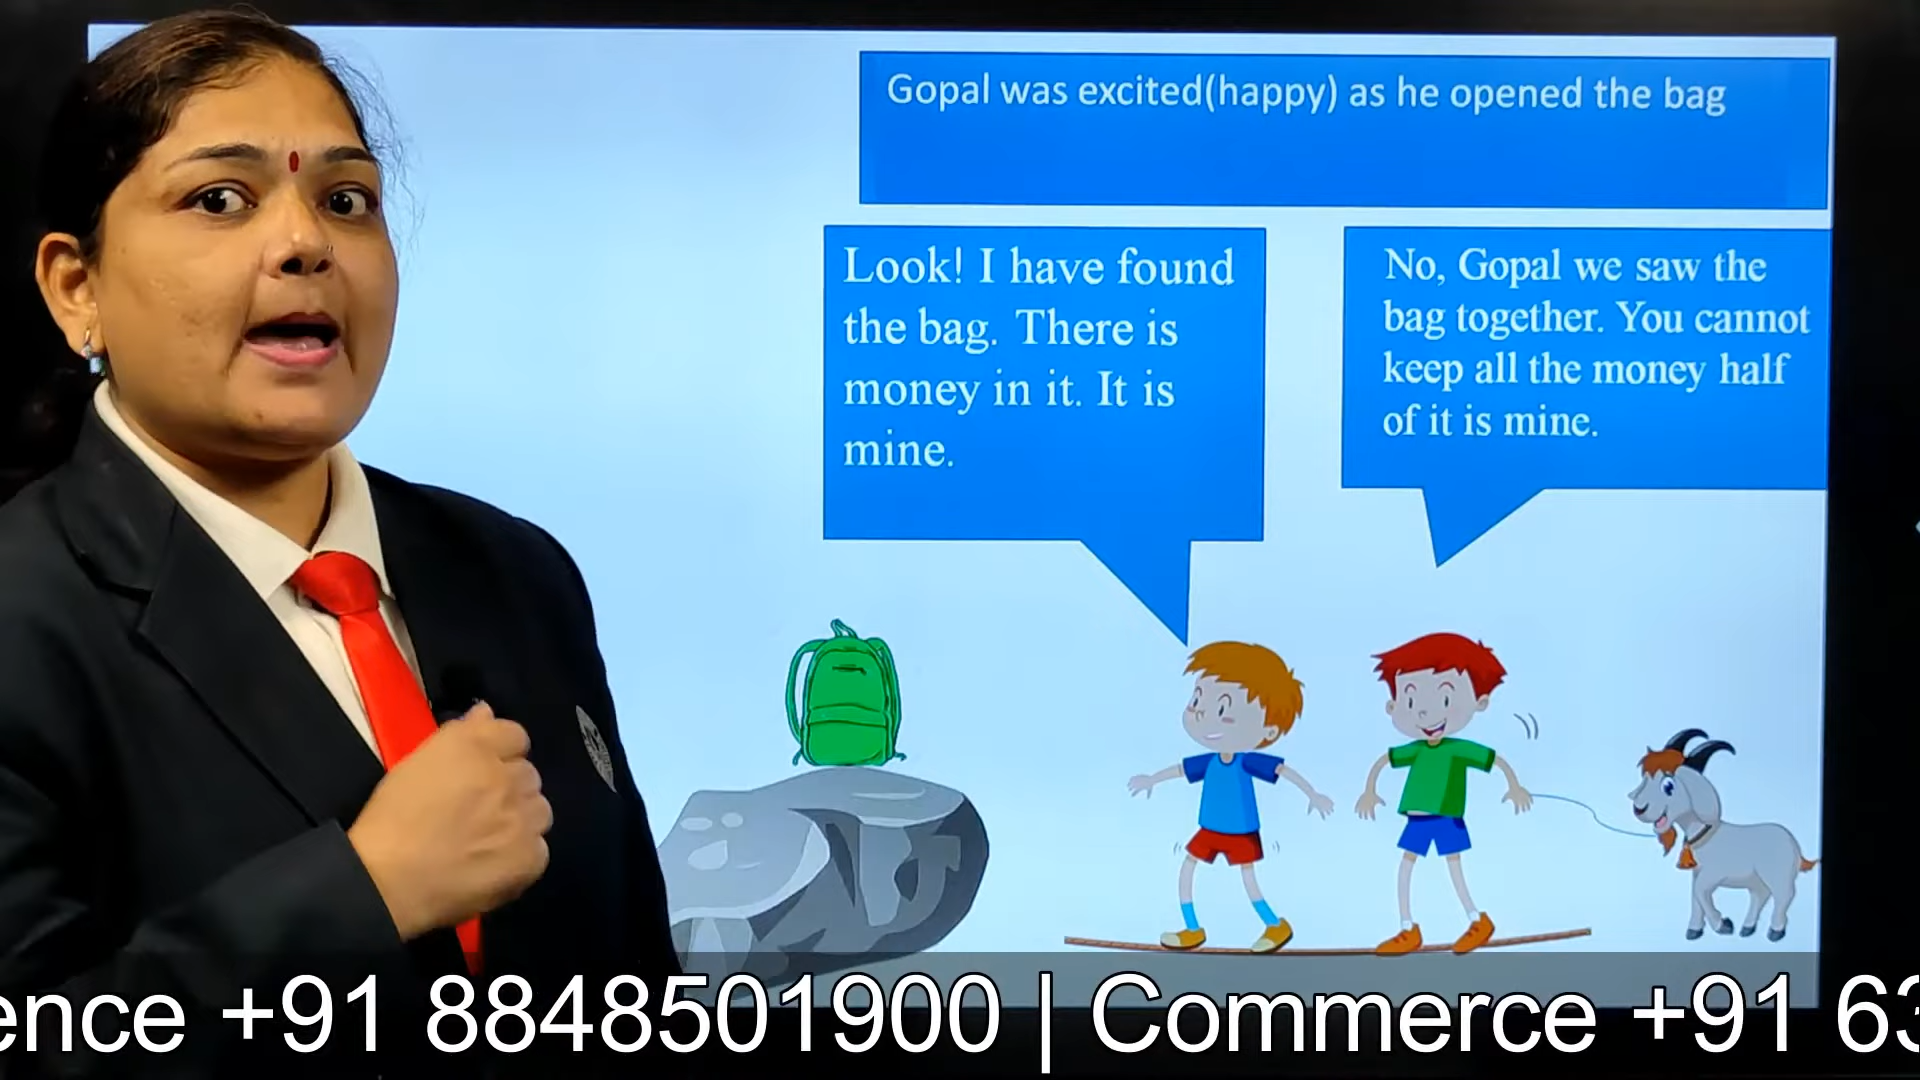 Gopal was excited(happy) as he opened the bag
Look! I have found
the bag. There is
money in it. It is
mine.
No, Gopal we saw the
bag together. You cannot
keep all the money half
of it is mine.
ence +91 8848501900 | Commerce +91 63